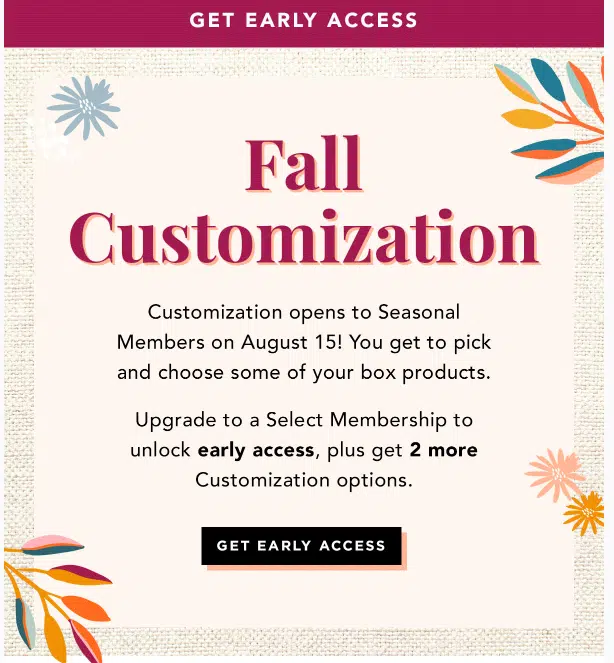 GET EARLY ACCESS
Fall
Customization
Customization opens to Seasonal
Members on August 15! You get to pick
and choose some of your box products.
Upgrade to a Select Membership to
unlock early access, plus get 2 more
Customization options.
GET EARLY ACCESS